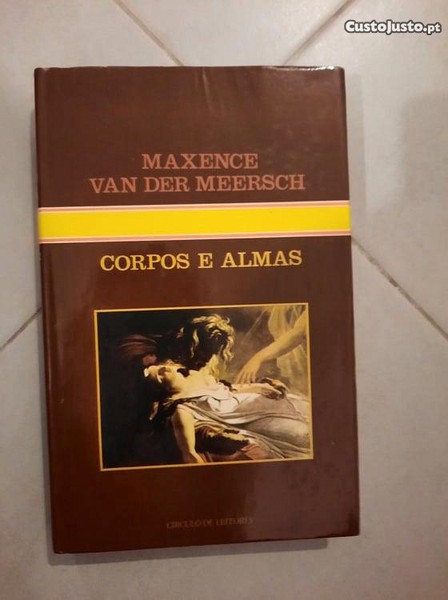 CustoJusto.pt
MAXENCE
VAN DER MEERSCH
CORPOS E ALMAS
CÍRCULO DE LEITORES